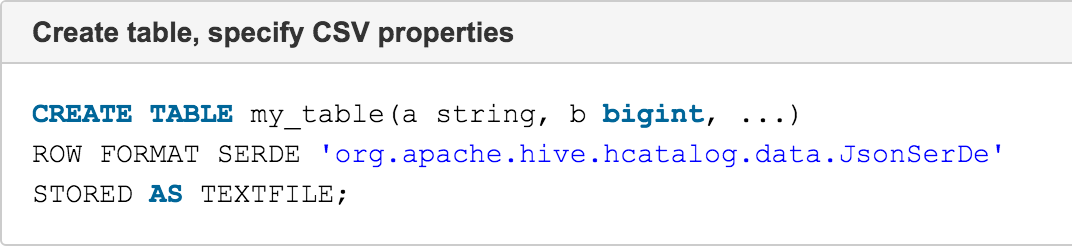 Create table, specify CSV properties
CREATE TABLE my_table(a string, b bigint, ...)
ROW FORMAT SERDE 'org.apache.hive.hcatalog.data.JsonSerDe'
STORED AS TEXTFILE;